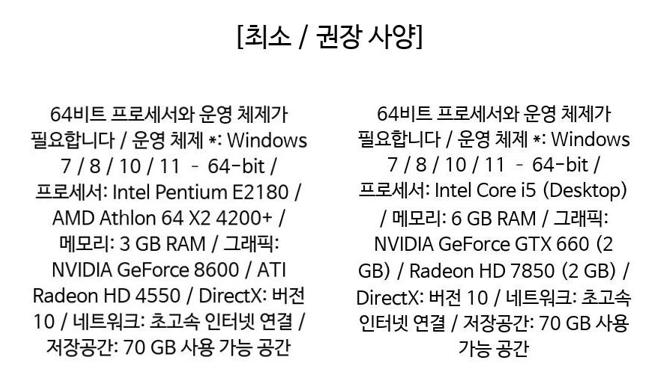 [최소 / 권장 사양]
64비트 프로세서와 운영 체제가
필요합니다 / 운영 체제 *: Windows
7 / 8 / 10 / 11 - 64-bit /
프로세서: Intel Pentium E2180 /
AMD Athlon 64 X2 4200+ /
메모리: 3 GB RAM / 그래픽:
NVIDIA GeForce 8600 / ATI
Radeon HD 4550 / DirectX: 버전
10 / 네트워크: 초고속 인터넷 연결 /
저장공간: 70 GB 사용 가능 공간
64비트 프로세서와 운영 체제가
필요합니다 / 운영 체제 *: Windows
7 / 8 / 10 / 11 - 64-bit /
프로세서: Intel Core i5 (Desktop)
/ 메모리: 6 GB RAM / 그래픽:
NVIDIA GeForce GTX 660 (2
GB) / Radeon HD 7850 (2 GB) /
DirectX: 버전 10 / 네트워크: 초고속
인터넷 연결 / 저장공간: 70 GB 사용
가능 공간